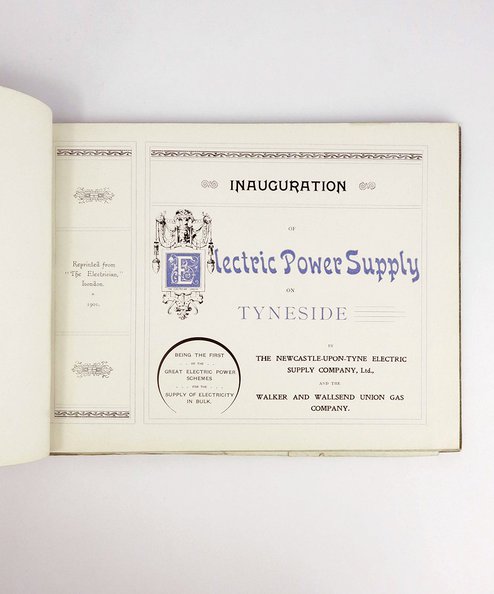 Reprinted from
"The Electrician,"
London.
1901.
INAUGURATION
OF
Electric Power Supply
ON
TYNESIDE
BY
THE NEWCASTLE-UPON-TYNE ELECTRIC
SUPPLY COMPANY, Ltd.,
AND THE
WALKER AND WALLSEND UNION GAS
COMPANY.
BEING THE FIRST
OF THE
GREAT ELECTRIC POWER
SCHEMES
FOR THE
SUPPLY OF ELECTRICITY
IN BULK.